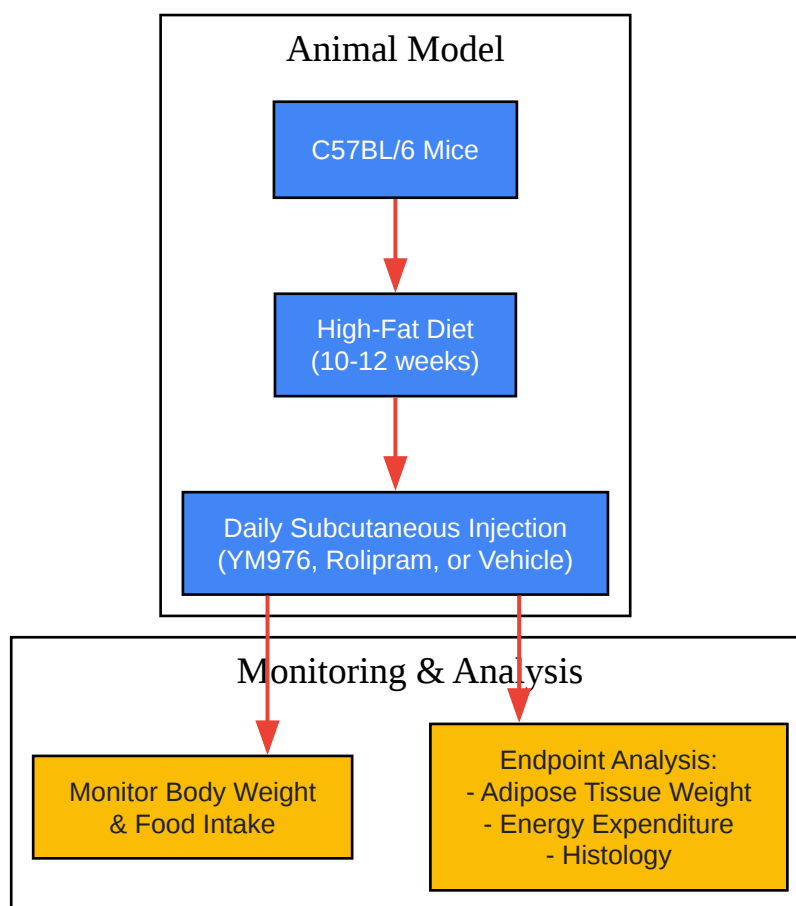 Animal Model
C57BL/6 Mice
High-Fat Diet
(10-12 weeks)
Daily Subcutaneous Injection
(YM976, Rolipram, or Vehicle)
Monitoring & Analysis
Monitor Body Weight
& Food Intake
Endpoint Analysis:
- Adipose Tissue Weight
- Energy Expenditure
- Histology